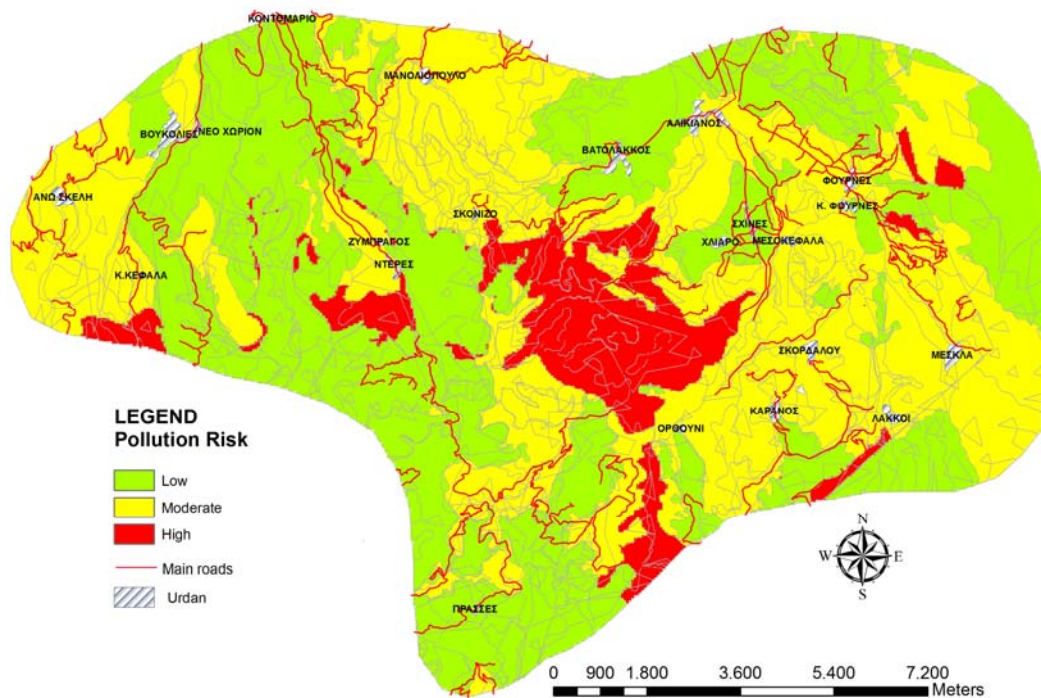 ΚΟΝΤΟΜΑΡΙΟ
ΜΑΝΟΛΙΟΠΟΥΛΟ
ΒΟΥΚΟΛΙΕΣ
ΝΕΟ ΧΩΡΙΟΝ
ΑΛΙΚΙΑΝΟΣ
ΒΑΤΟΛΑΚΚΟΣ
ΑΝΩ ΣΚΕΛΗ
ΦΟΥΡΝΕΣ
Κ. ΦΟΥΡΝΕΣ
ΣΚΟΝΙΖΟ
ΣΧΙΝΕΣ
ΖΥΜΠΡΑΓΟΣ
ΧΛΙΑΡΟ
ΜΕΣΟΚΕΦΑΛΑ
ΝΤΕΡΕΣ
Κ.ΚΕΦΑΛΑ
ΣΚΟΡΔΑΛΟΥ
ΜΕΣΚΛΑ
ΚΑΡΑΝΟΣ
ΛΑΚΚΟΙ
ΟΡΘΟΥΝΙ
ΠΡΑΣΣΕΣ
LEGEND
Pollution Risk
Low
Moderate
High
Main roads
Urdan
N
W E
S
0 900 1.800 3.600 5.400 7.200
Meters